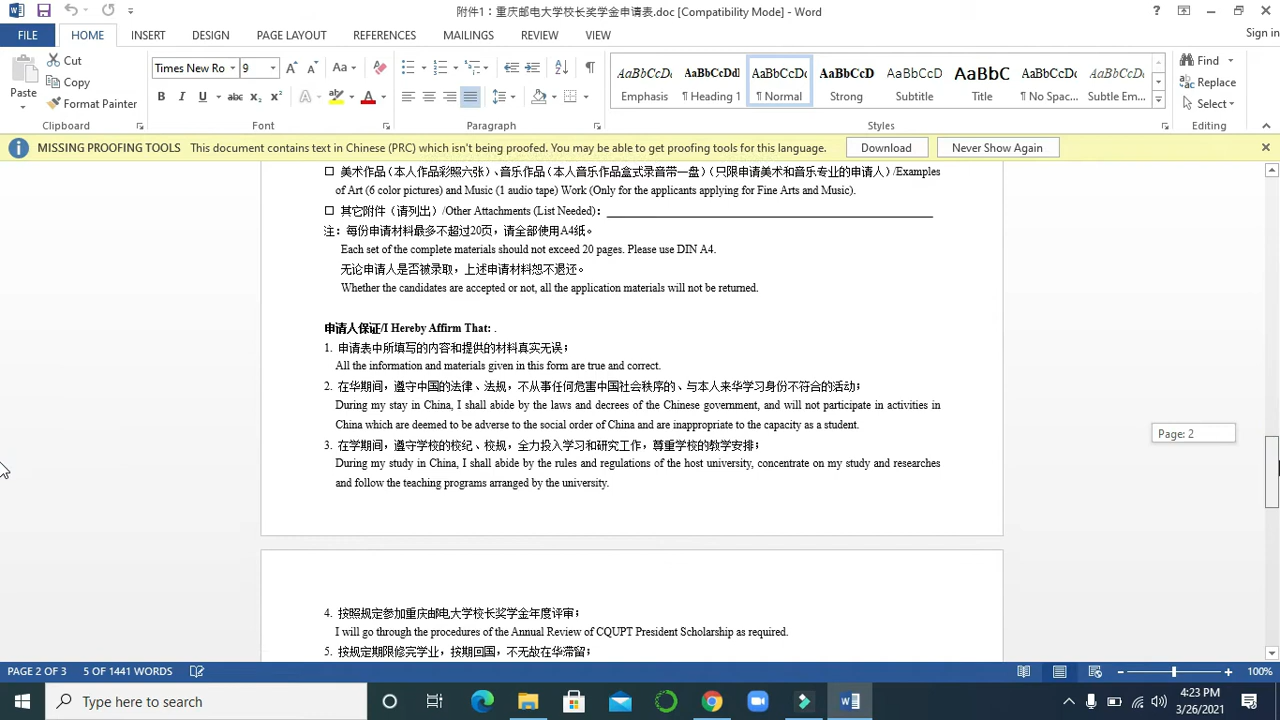 附件1：重庆邮电大学校长奖学金申请表.doc [Compatibility Mode] - Word
Sign in
FILE HOME INSERT DESIGN PAGE LAYOUT REFERENCES MAILINGS REVIEW VIEW
Paste
Cut
Copy
Format Painter
Clipboard
Times New Ro 9
Font
Paragraph
AaBbCcDc Emphasis
AaBbCcDd ¶ Heading 1
AaBbCcDc ¶ Normal
AaBbCcD Strong
AaBbCcDc Subtitle
AaBbC Title
AaBbCcDc ¶ No Spac...
AaBbCcDc Subtle Em...
Styles
Find
Replace
Select
Editing
MISSING PROOFING TOOLS This document contains text in Chinese (PRC) which isn't being proofed. You may be able to get proofing tools for this language. Download Never Show Again
□ 美术作品（本人作品彩照六张）、音乐作品（本人音乐作品盒式录音带一盘）（只限申请美术和音乐专业的申请人）/Examples
of Art (6 color pictures) and Music (1 audio tape) Work (Only for the applicants applying for Fine Arts and Music).
□ 其它附件（请列出）/Other Attachments (List Needed)：
注：每份申请材料最多不超过20页，请全部使用A4纸。
Each set of the complete materials should not exceed 20 pages. Please use DIN A4.
无论申请人是否被录取，上述申请材料恕不退还。
Whether the candidates are accepted or not, all the application materials will not be returned.
申请人保证/I Hereby Affirm That: .
1. 申请表中所填写的内容和提供的材料真实无误；
All the information and materials given in this form are true and correct.
2. 在华期间，遵守中国的法律、法规，不从事任何危害中国社会秩序的、与本人来华学习身份不符合的活动；
During my stay in China, I shall abide by the laws and decrees of the Chinese government, and will not participate in activities in
China which are deemed to be adverse to the social order of China and are inappropriate to the capacity as a student.
3. 在学期间，遵守学校的校纪、校规，全力投入学习和研究工作，尊重学校的教学安排；
During my study in China, I shall abide by the rules and regulations of the host university, concentrate on my study and researches
and follow the teaching programs arranged by the university.
Page: 2
4. 按照规定参加重庆邮电大学校长奖学金年度评审；
I will go through the procedures of the Annual Review of CQUPT President Scholarship as required.
5. 按规定期限修完学业，按期回国，不无故在华滞留；
PAGE 2 OF 3 5 OF 1441 WORDS 100%
Type here to search
4:23 PM
3/26/2021